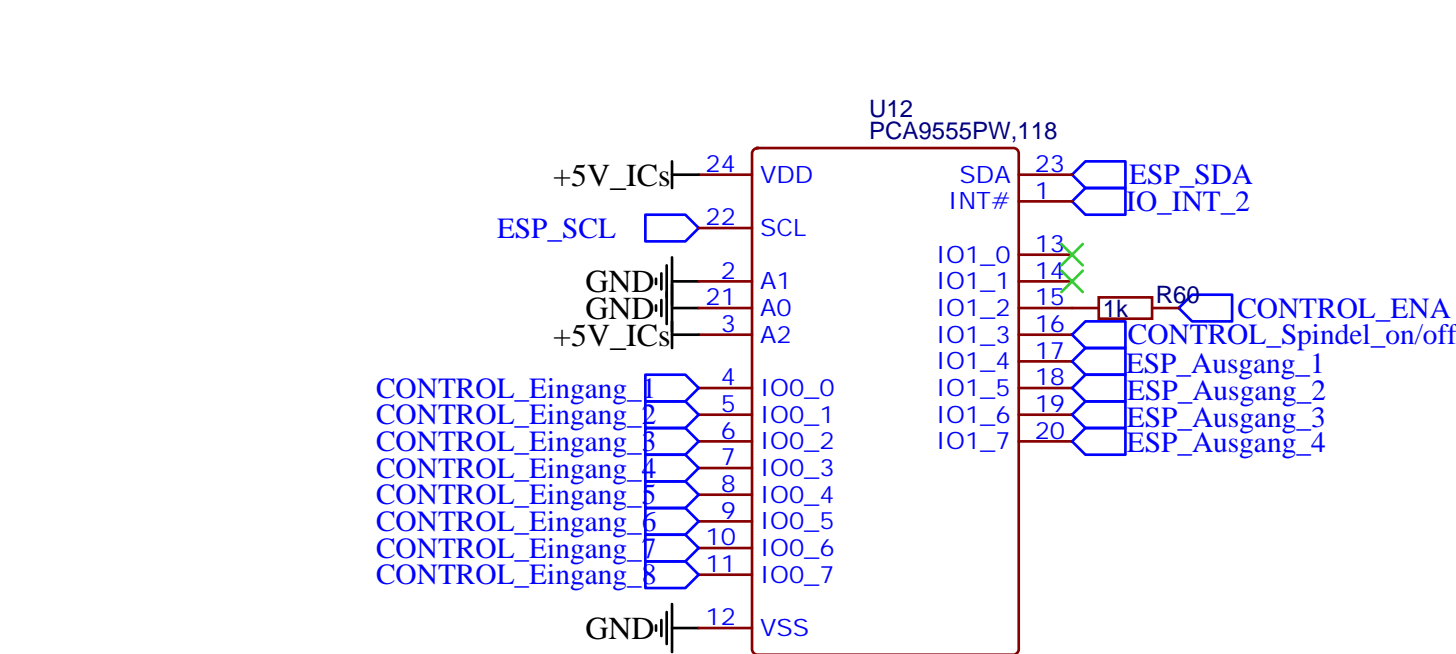 U12
PCA9555PW,118
+5V_ICs 24 VDD SDA 23 ESP_SDA
INT# 1 IO_INT_2
ESP_SCL 22 SCL
IO1_0 13
GND 2 A1 IO1_1 14
GND 21 A0 IO1_2 15 1k R60 CONTROL_ENA
+5V_ICs 3 A2 IO1_3 16 CONTROL_Spindel_on/off
IO1_4 17 ESP_Ausgang_1
CONTROL_Eingang_1 4 IO0_0 IO1_5 18 ESP_Ausgang_2
CONTROL_Eingang_2 5 IO0_1 IO1_6 19 ESP_Ausgang_3
CONTROL_Eingang_3 6 IO0_2 IO1_7 20 ESP_Ausgang_4
CONTROL_Eingang_4 7 IO0_3
CONTROL_Eingang_5 8 IO0_4
CONTROL_Eingang_6 9 IO0_5
CONTROL_Eingang_7 10 IO0_6
CONTROL_Eingang_8 11 IO0_7
GND 12 VSS